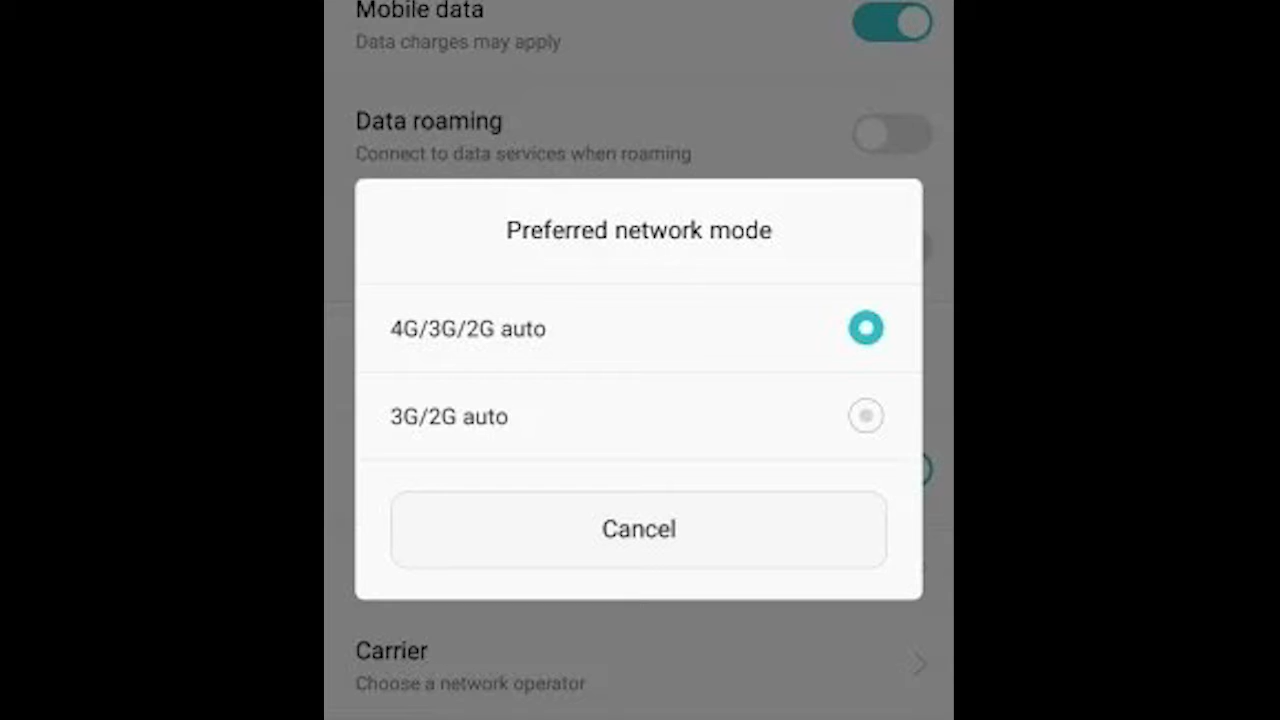 Mobile data
Data charges may apply
Data roaming
Connect to data services when roaming
Preferred network mode
4G/3G/2G auto
3G/2G auto
Cancel
Carrier
Choose a network operator